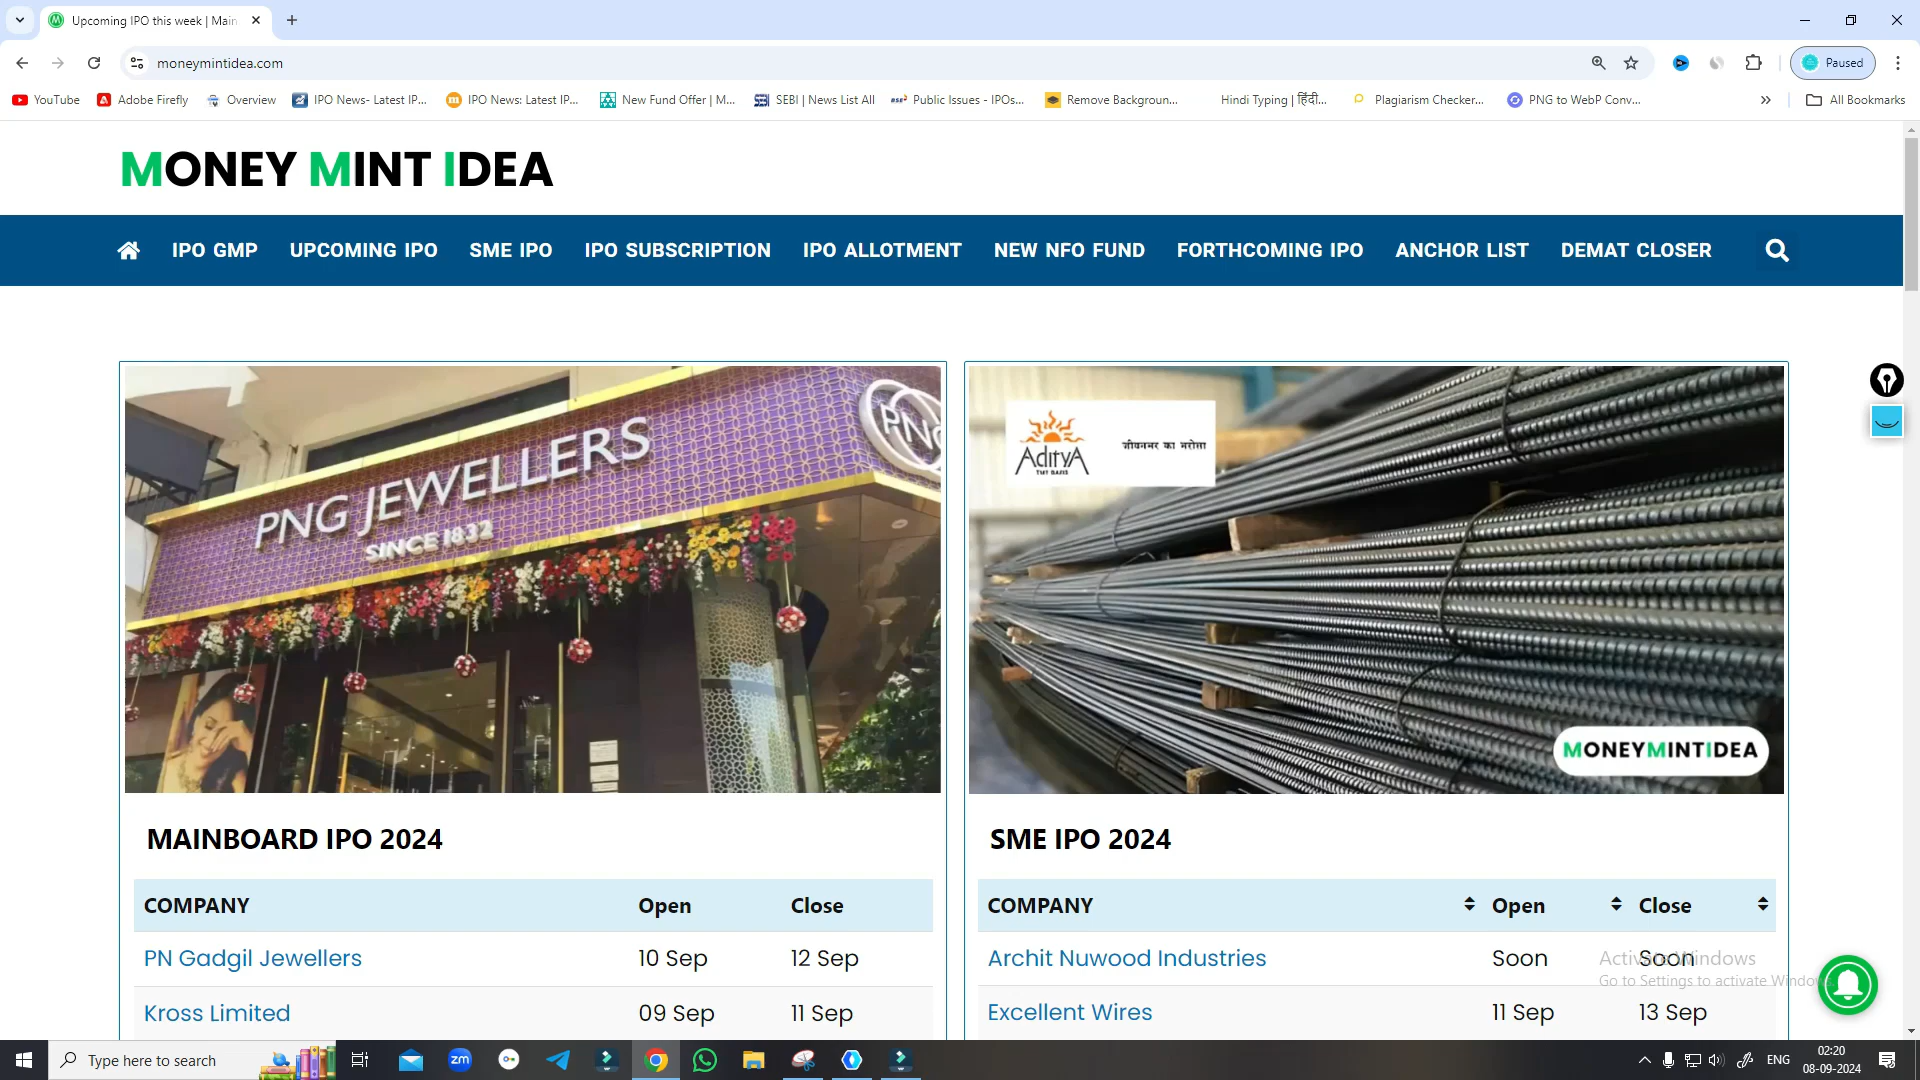 Upcoming IPO this week | Main
moneymintidea.com
Paused
YouTube
Adobe Firefly
Overview
IPO News- Latest IP...
IPO News: Latest IP...
New Fund Offer | M...
SEBI | News List All
Public Issues - IPOs...
Remove Backgroun...
Hindi Typing | हिंदी...
Plagiarism Checker...
PNG to WebP Conv...
All Bookmarks
MONEY MINT IDEA
IPO GMP
UPCOMING IPO
SME IPO
IPO SUBSCRIPTION
IPO ALLOTMENT
NEW NFO FUND
FORTHCOMING IPO
ANCHOR LIST
DEMAT CLOSER
PNG JEWELLERS
SINCE 1832
PNG
AdityA
TMT BARS
MONEYMINTIDEA
MAINBOARD IPO 2024
COMPANY Open Close
PN Gadgil Jewellers 10 Sep 12 Sep
Kross Limited 09 Sep 11 Sep
SME IPO 2024
COMPANY Open Close
Archit Nuwood Industries Soon Soon
Excellent Wires 11 Sep 13 Sep
Activate Windows
Go to Settings to activate Windows.
Type here to search
zm
ENG
02:20
08-09-2024